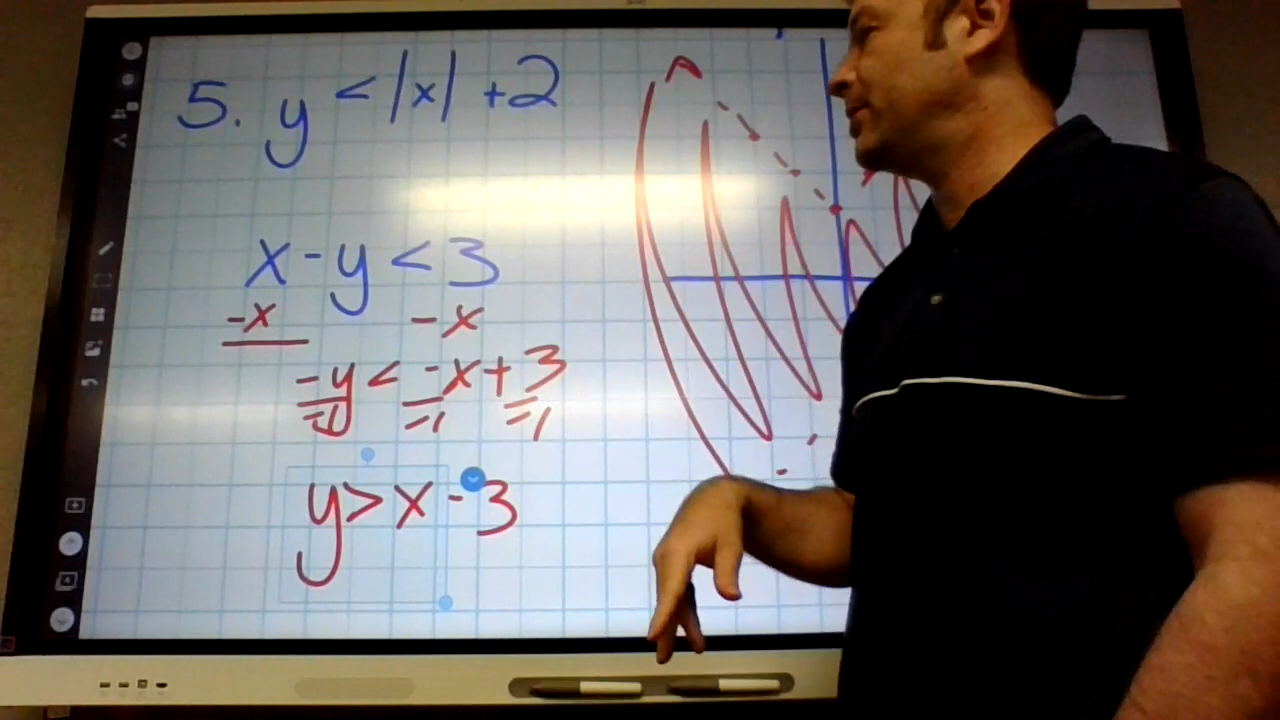 5. y < |x| + 2
x - y < 3
-x -x
-y < -x + 3
-1 -1 -1
y > x - 3